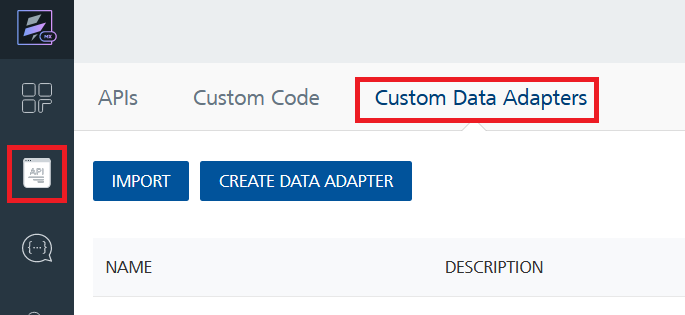 MX
APIs Custom Code Custom Data Adapters
API
IMPORT CREATE DATA ADAPTER
{...}
NAME DESCRIPTION